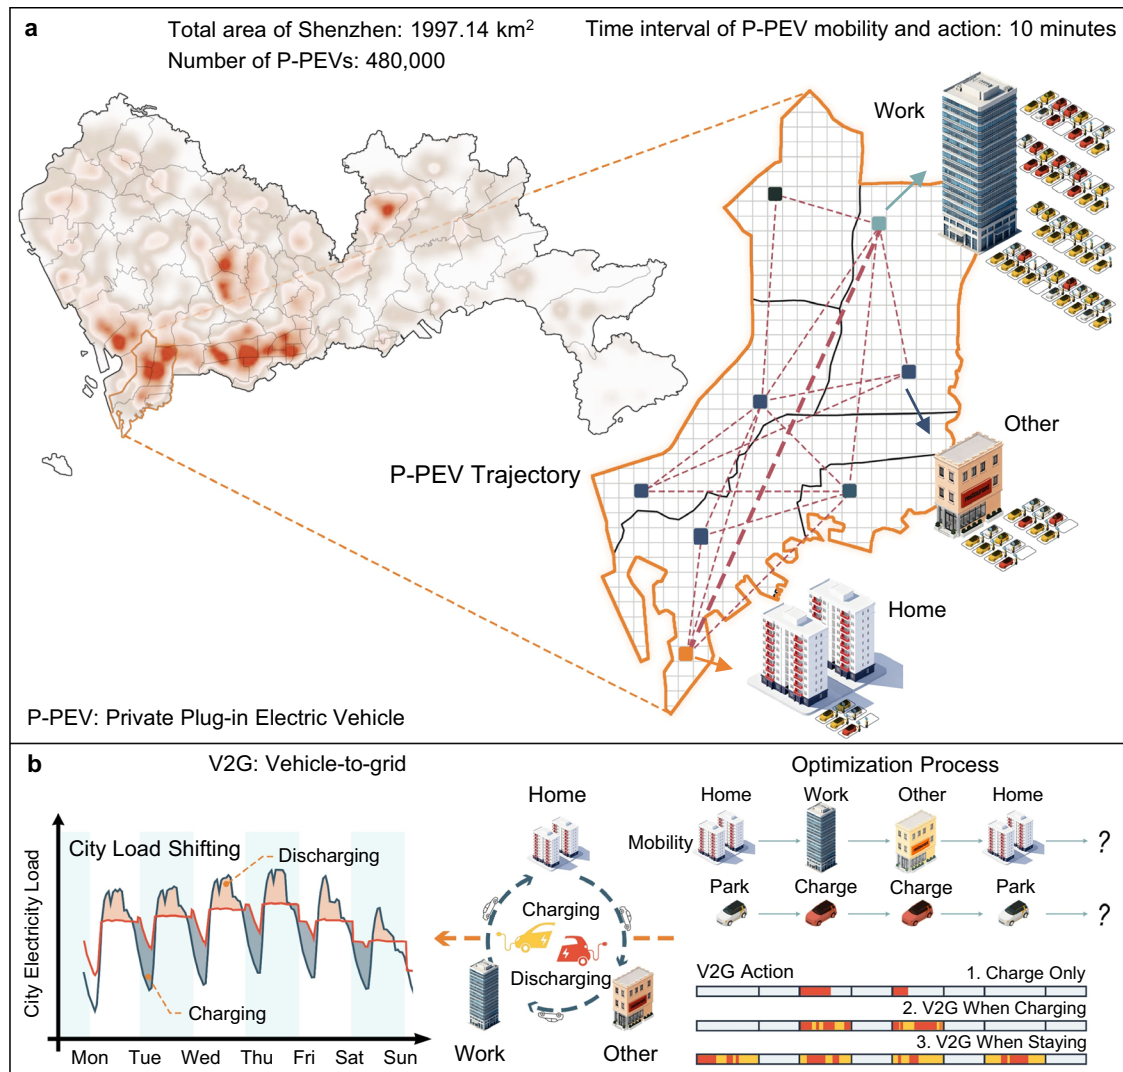 a
Total area of Shenzhen: 1997.14 km²
Number of P-PEVs: 480,000
Time interval of P-PEV mobility and action: 10 minutes
Work
Other
P-PEV Trajectory
Home
P-PEV: Private Plug-in Electric Vehicle
b
V2G: Vehicle-to-grid
City Electricity Load
City Load Shifting
Discharging
Charging
Mon Tue Wed Thu Fri Sat Sun
Home
Charging
Discharging
Work
Other
Optimization Process
Home Work Other Home
Mobility
?
Park Charge Charge Park
?
V2G Action
1. Charge Only
2. V2G When Charging
3. V2G When Staying